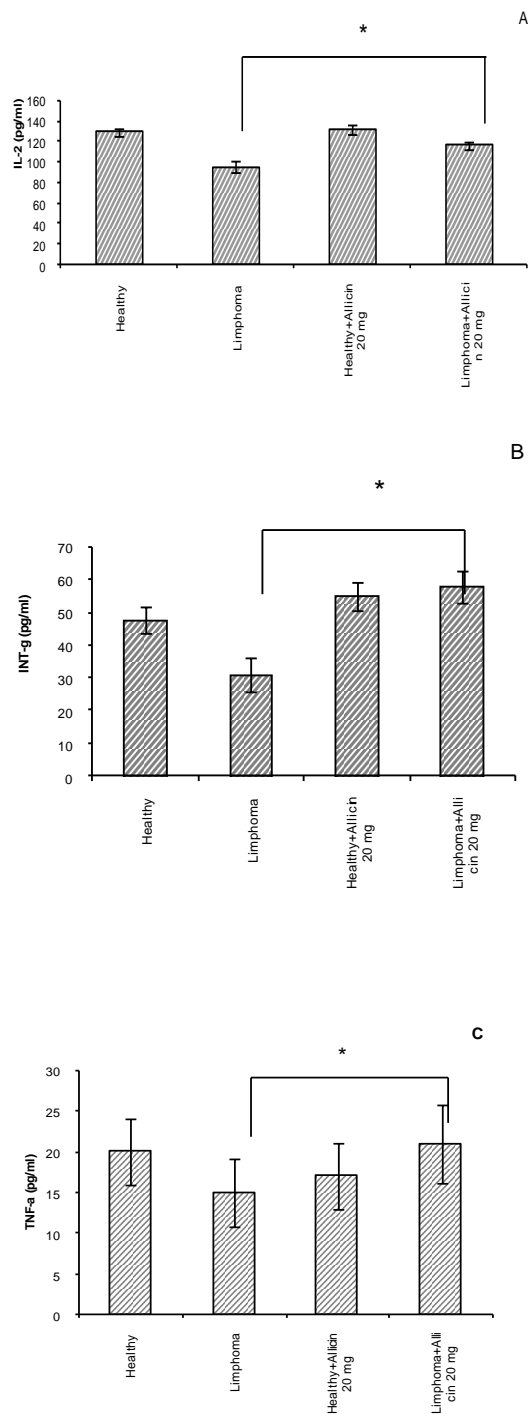 A
*
IL-2 (pg/ml)
160
140
120
100
80
60
40
20
0
Healthy
Limphoma
Healthy+Allicin
20 mg
Limphoma+Allici
n 20 mg
B
*
INT-g (pg/ml)
70
60
50
40
30
20
10
0
Healthy
Limphoma
Healthy+Allicin
20 mg
Limphoma+Alli
cin 20 mg
C
*
TNF-a (pg/ml)
30
25
20
15
10
5
0
Healthy
Limphoma
Healthy+Allicin
20 mg
Limphoma+Alli
cin 20 mg